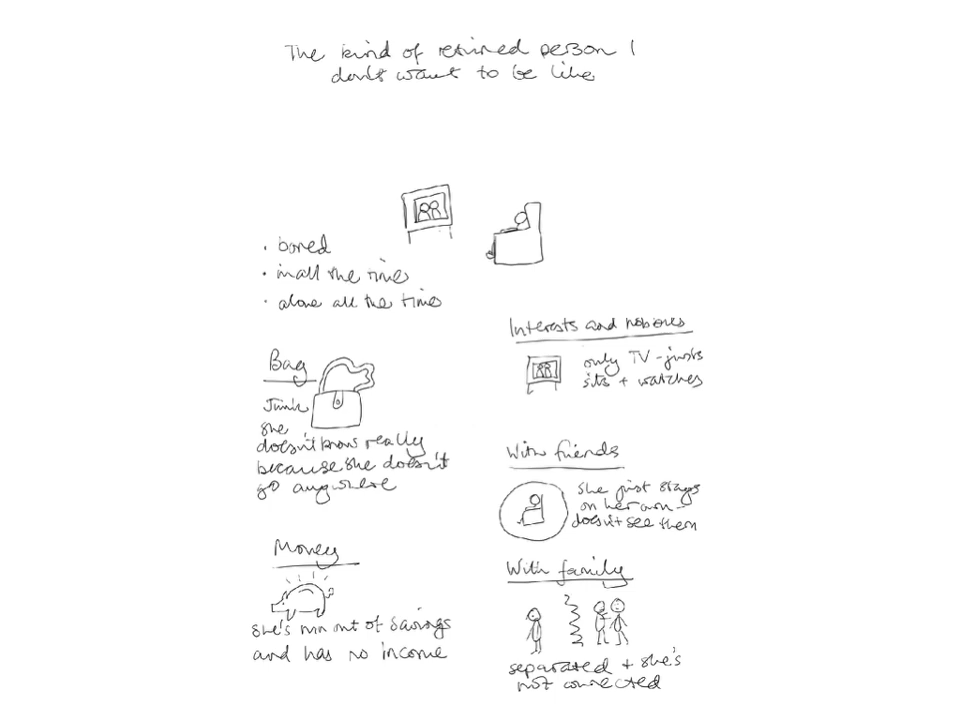 The kind of retired person I
don't want to be like
• bored
• in all the time
• alone all the time
Bag
Junk
she
doesn't know really
because she doesn't
go anywhere
Money
she's run out of savings
and has no income
Interests and hobbies
only TV - just
sits + watches
With friends
she just stays
on her own -
doesn't see them
With family
separated + she's
not connected